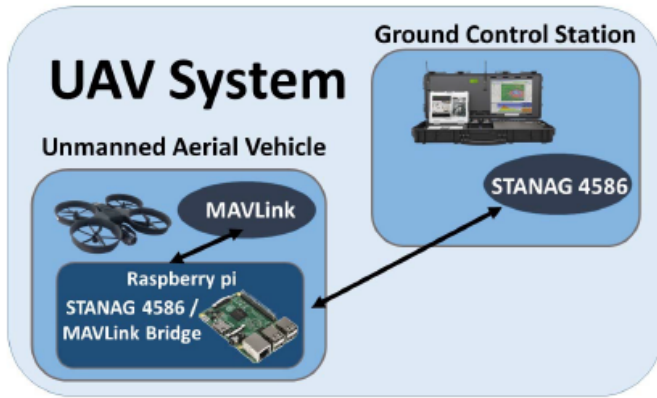 Ground Control Station
UAV System
Unmanned Aerial Vehicle
MAVLink
STANAG 4586
Raspberry pi
STANAG 4586 /
MAVLink Bridge